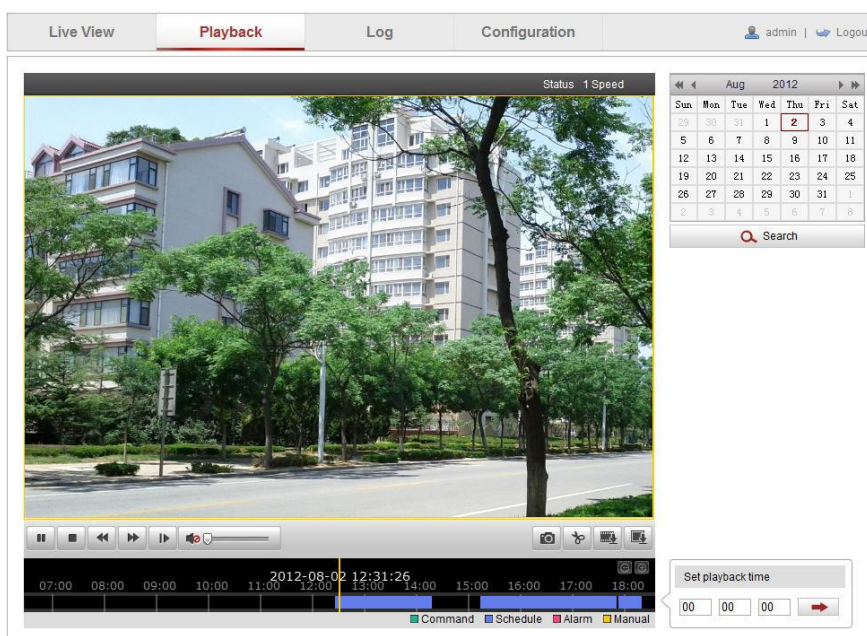 Live View Playback Log Configuration admin | Logou
Status 1 Speed
Aug 2012
Sun Mon Tue Wed Thu Fri Sat
29 30 31 1 2 3 4
5 6 7 8 9 10 11
12 13 14 15 16 17 18
19 20 21 22 23 24 25
26 27 28 29 30 31 1
2 3 4 5 6 7 8
Search
2012-08-02 12:31:26
07:00 08:00 09:00 10:00 11:00 12:00 13:00 14:00 15:00 16:00 17:00 18:00
Command Schedule Alarm Manual
Set playback time
00 00 00